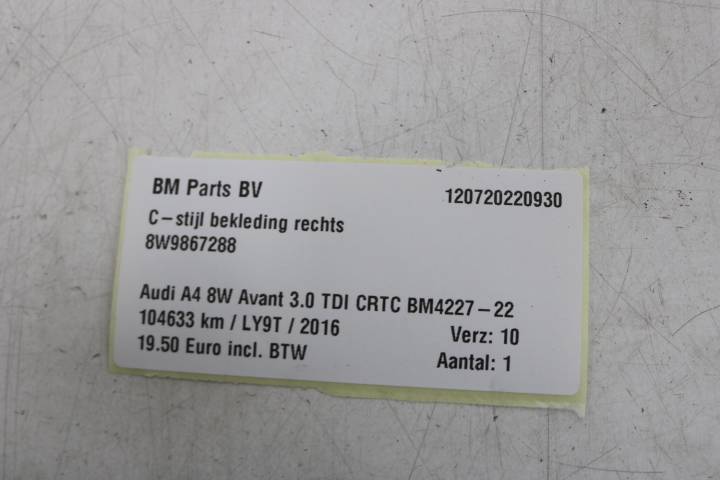 BM Parts BV 120720220930
C-stijl bekleding rechts
8W9867288
Audi A4 8W Avant 3.0 TDI CRTC BM4227-22
104633 km / LY9T / 2016 Verz: 10
19.50 Euro incl. BTW Aantal: 1